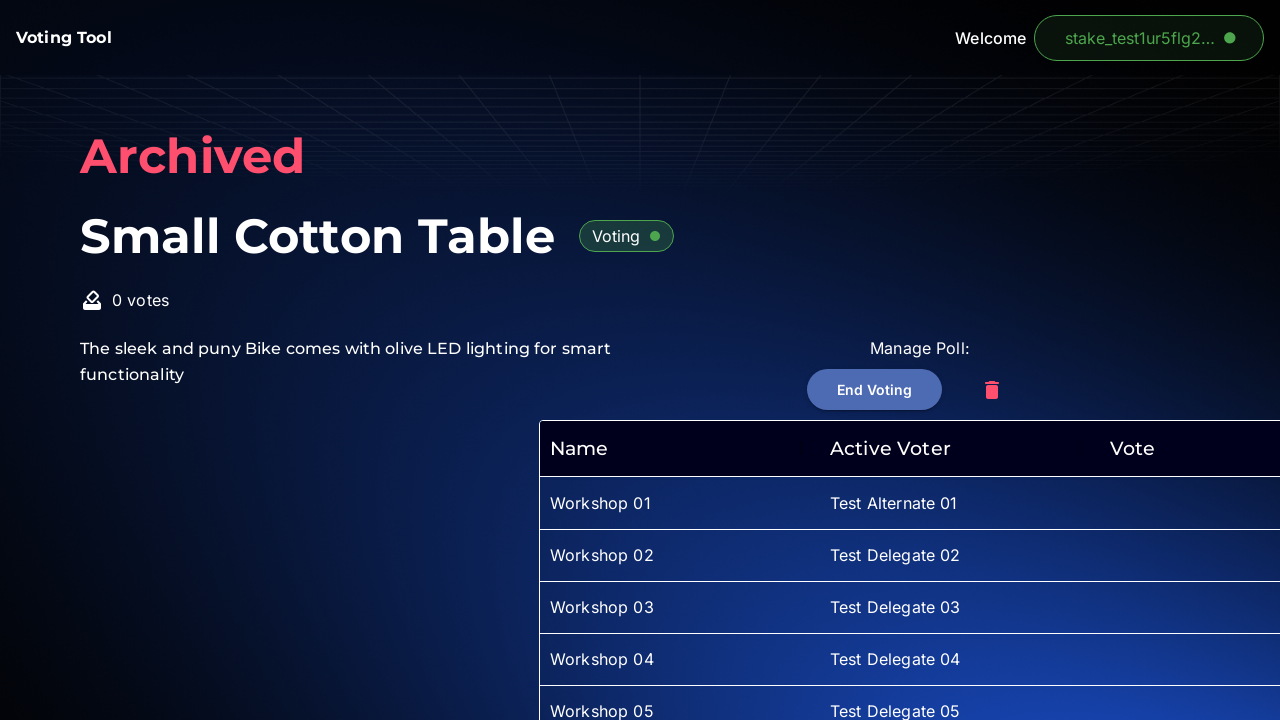 Voting Tool
Welcome
stake_test1ur5flg2...
Archived
Small Cotton Table
Voting
0 votes
The sleek and puny Bike comes with olive LED lighting for smart
functionality
Manage Poll:
End Voting
Name Active Voter Vote
Workshop 01 Test Alternate 01
Workshop 02 Test Delegate 02
Workshop 03 Test Delegate 03
Workshop 04 Test Delegate 04
Workshop 05 Test Delegate 05